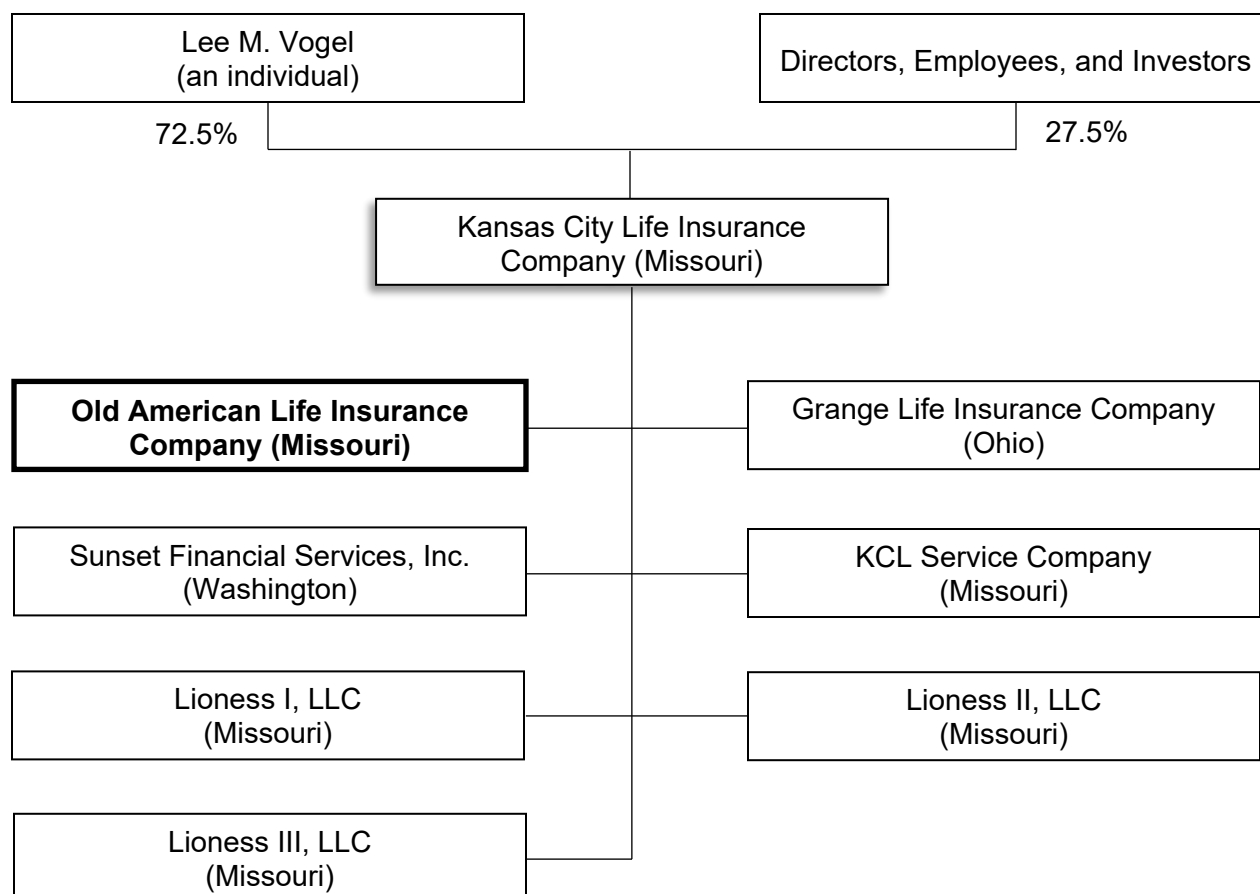 Lee M. Vogel
(an individual)
Directors, Employees, and Investors
72.5%
27.5%
Kansas City Life Insurance
Company (Missouri)
Old American Life Insurance
Company (Missouri)
Grange Life Insurance Company
(Ohio)
Sunset Financial Services, Inc.
(Washington)
KCL Service Company
(Missouri)
Lioness I, LLC
(Missouri)
Lioness II, LLC
(Missouri)
Lioness III, LLC
(Missouri)